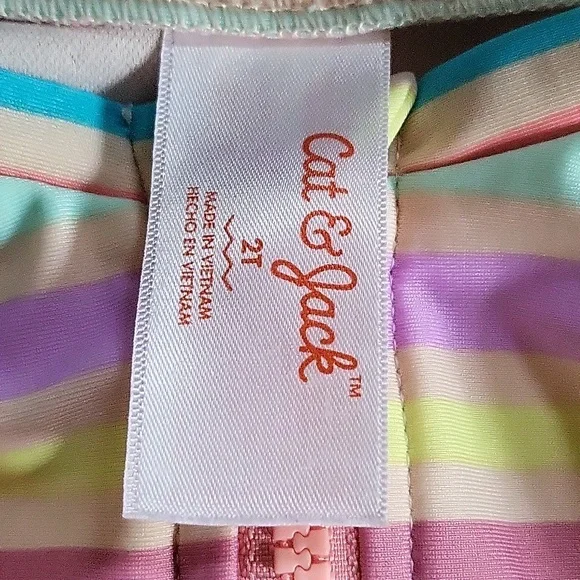 Cat & Jack™
2T
MADE IN VIETNAM
HECHO EN VIETNAM